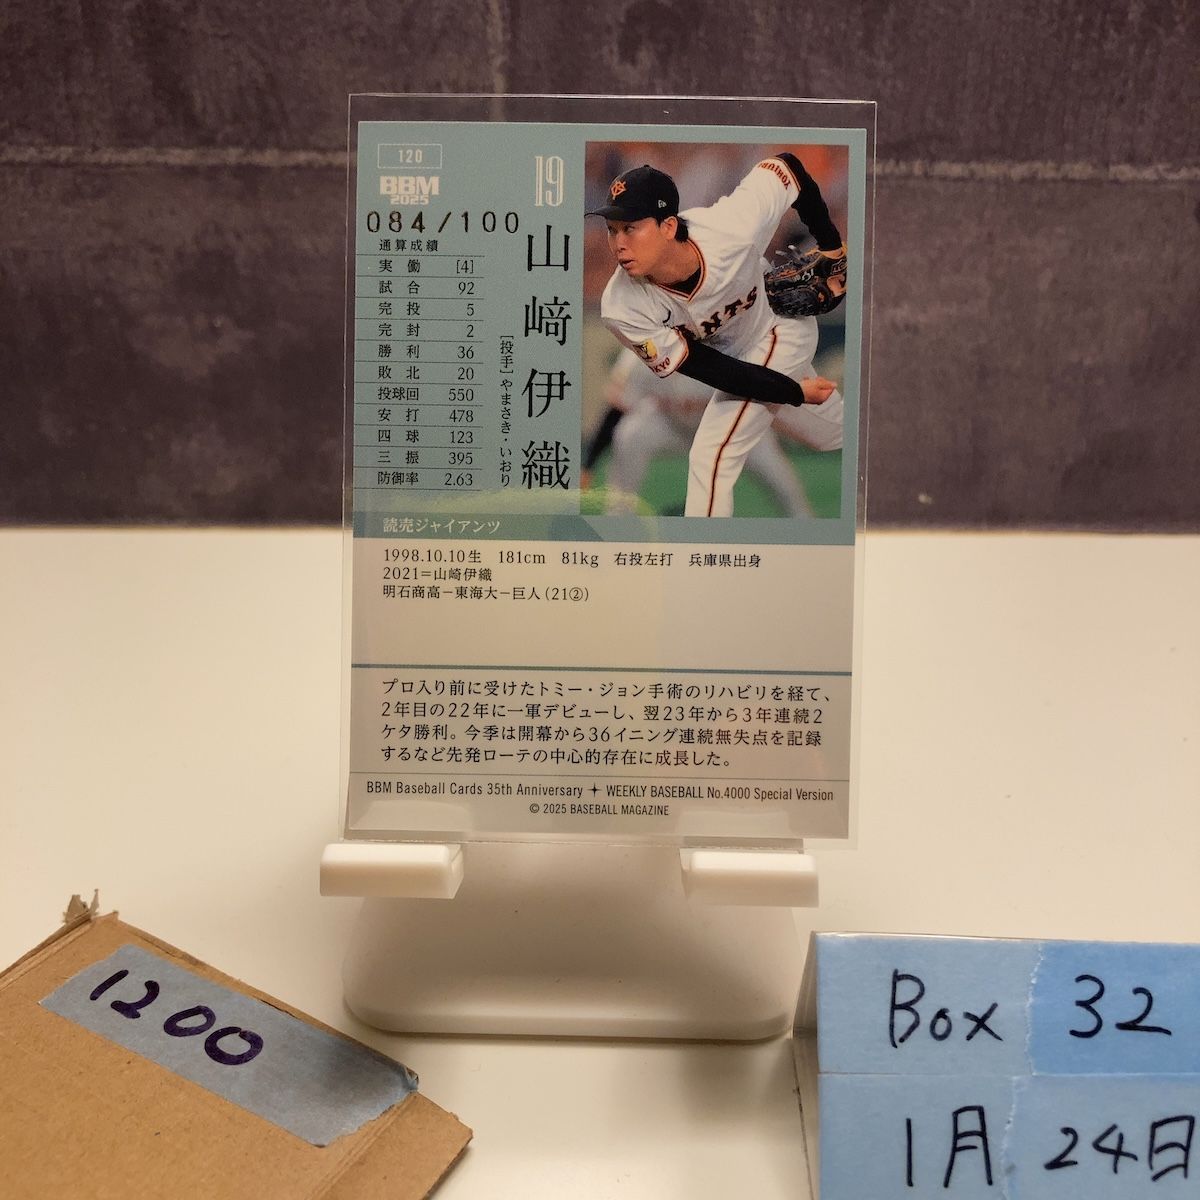 120
BBM
2025
084/100
通算成績
実働 [4]
試合 92
完投 5
完封 2
勝利 36
敗北 20
投球回 550
安打 478
四球 123
三振 395
防御率 2.63
19
山﨑伊織
[投手]やまさき・いおり
読売ジャイアンツ
1998.10.10生 181cm 81kg 右投左打 兵庫県出身
2021=山﨑伊織
明石商高−東海大−巨人(21②)
プロ入り前に受けたトミー・ジョン手術のリハビリを経て、
2年目の22年に一軍デビューし、翌23年から3年連続2
ケタ勝利。今季は開幕から36イニング連続無失点を記録
するなど先発ローテの中心的存在に成長した。
BBM Baseball Cards 35th Anniversary WEEKLY BASEBALL No.4000 Special Version
© 2025 BASEBALL MAGAZINE
1200
Box 32
1月 24日